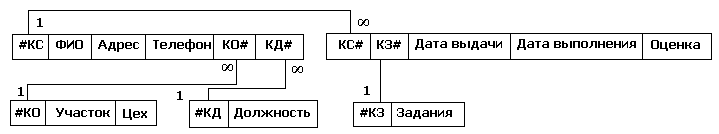 1 ∞
#КС ФИО Адрес Телефон КО# КД# КС# КЗ# Дата выдачи Дата выполнения Оценка
∞ ∞
1 1 1
#КО Участок Цех #КД Должность #КЗ Задания